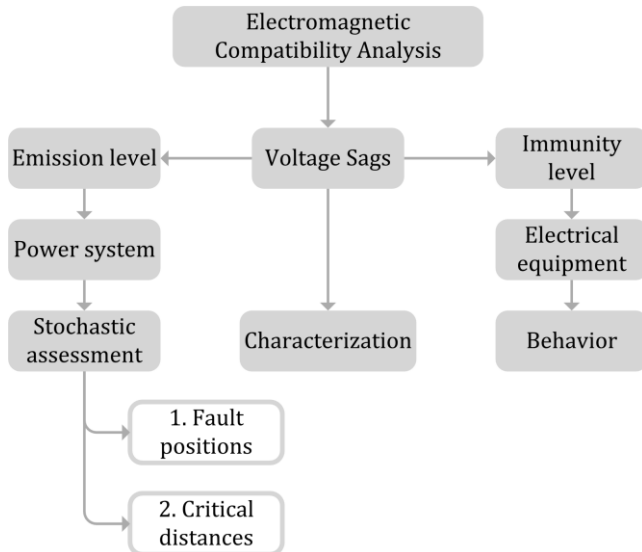 Electromagnetic
Compatibility Analysis
Emission level
Voltage Sags
Immunity
level
Power system
Electrical
equipment
Stochastic
assessment
Characterization
Behavior
1. Fault
positions
2. Critical
distances